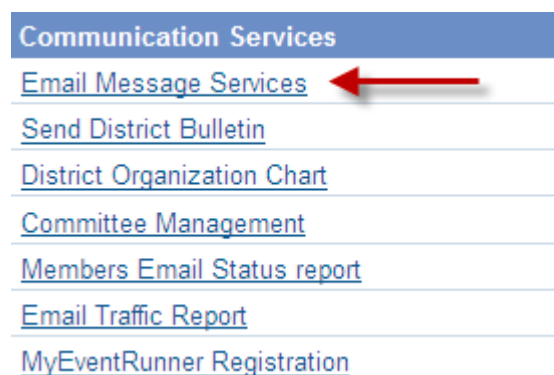 Communication Services
Email Message Services
Send District Bulletin
District Organization Chart
Committee Management
Members Email Status report
Email Traffic Report
MyEventRunner Registration